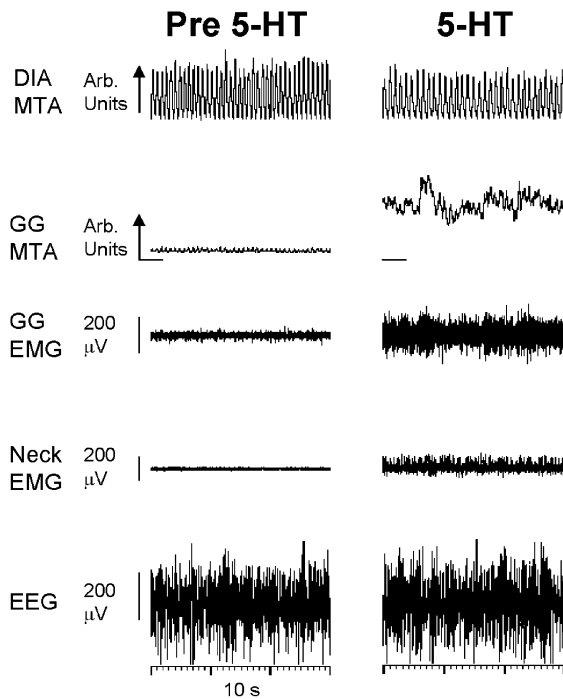 Pre 5-HT 5-HT
DIA Arb.
MTA Units
GG Arb.
MTA Units
GG 200
EMG μV
Neck 200
EMG μV
EEG 200
μV
10 s